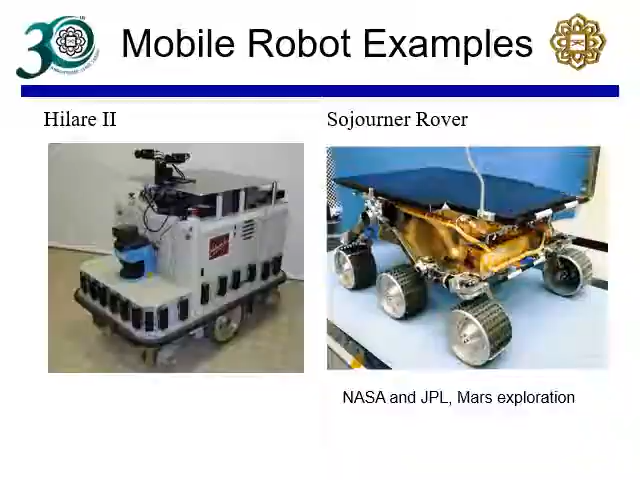 Mobile Robot Examples
Hilare II
Sojourner Rover
NASA and JPL, Mars exploration